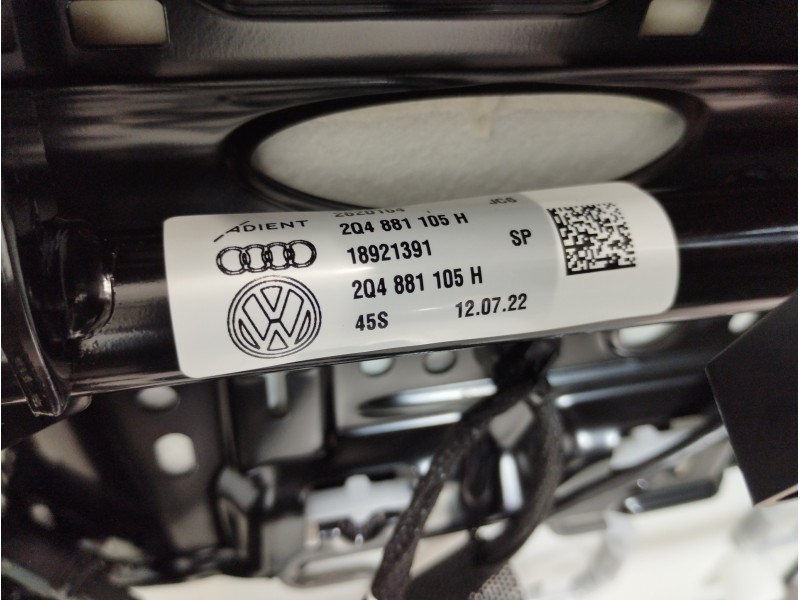 ADIENT
2Q4 881 105 H
18921391
SP
2Q4 881 105 H
45S 12.07.22